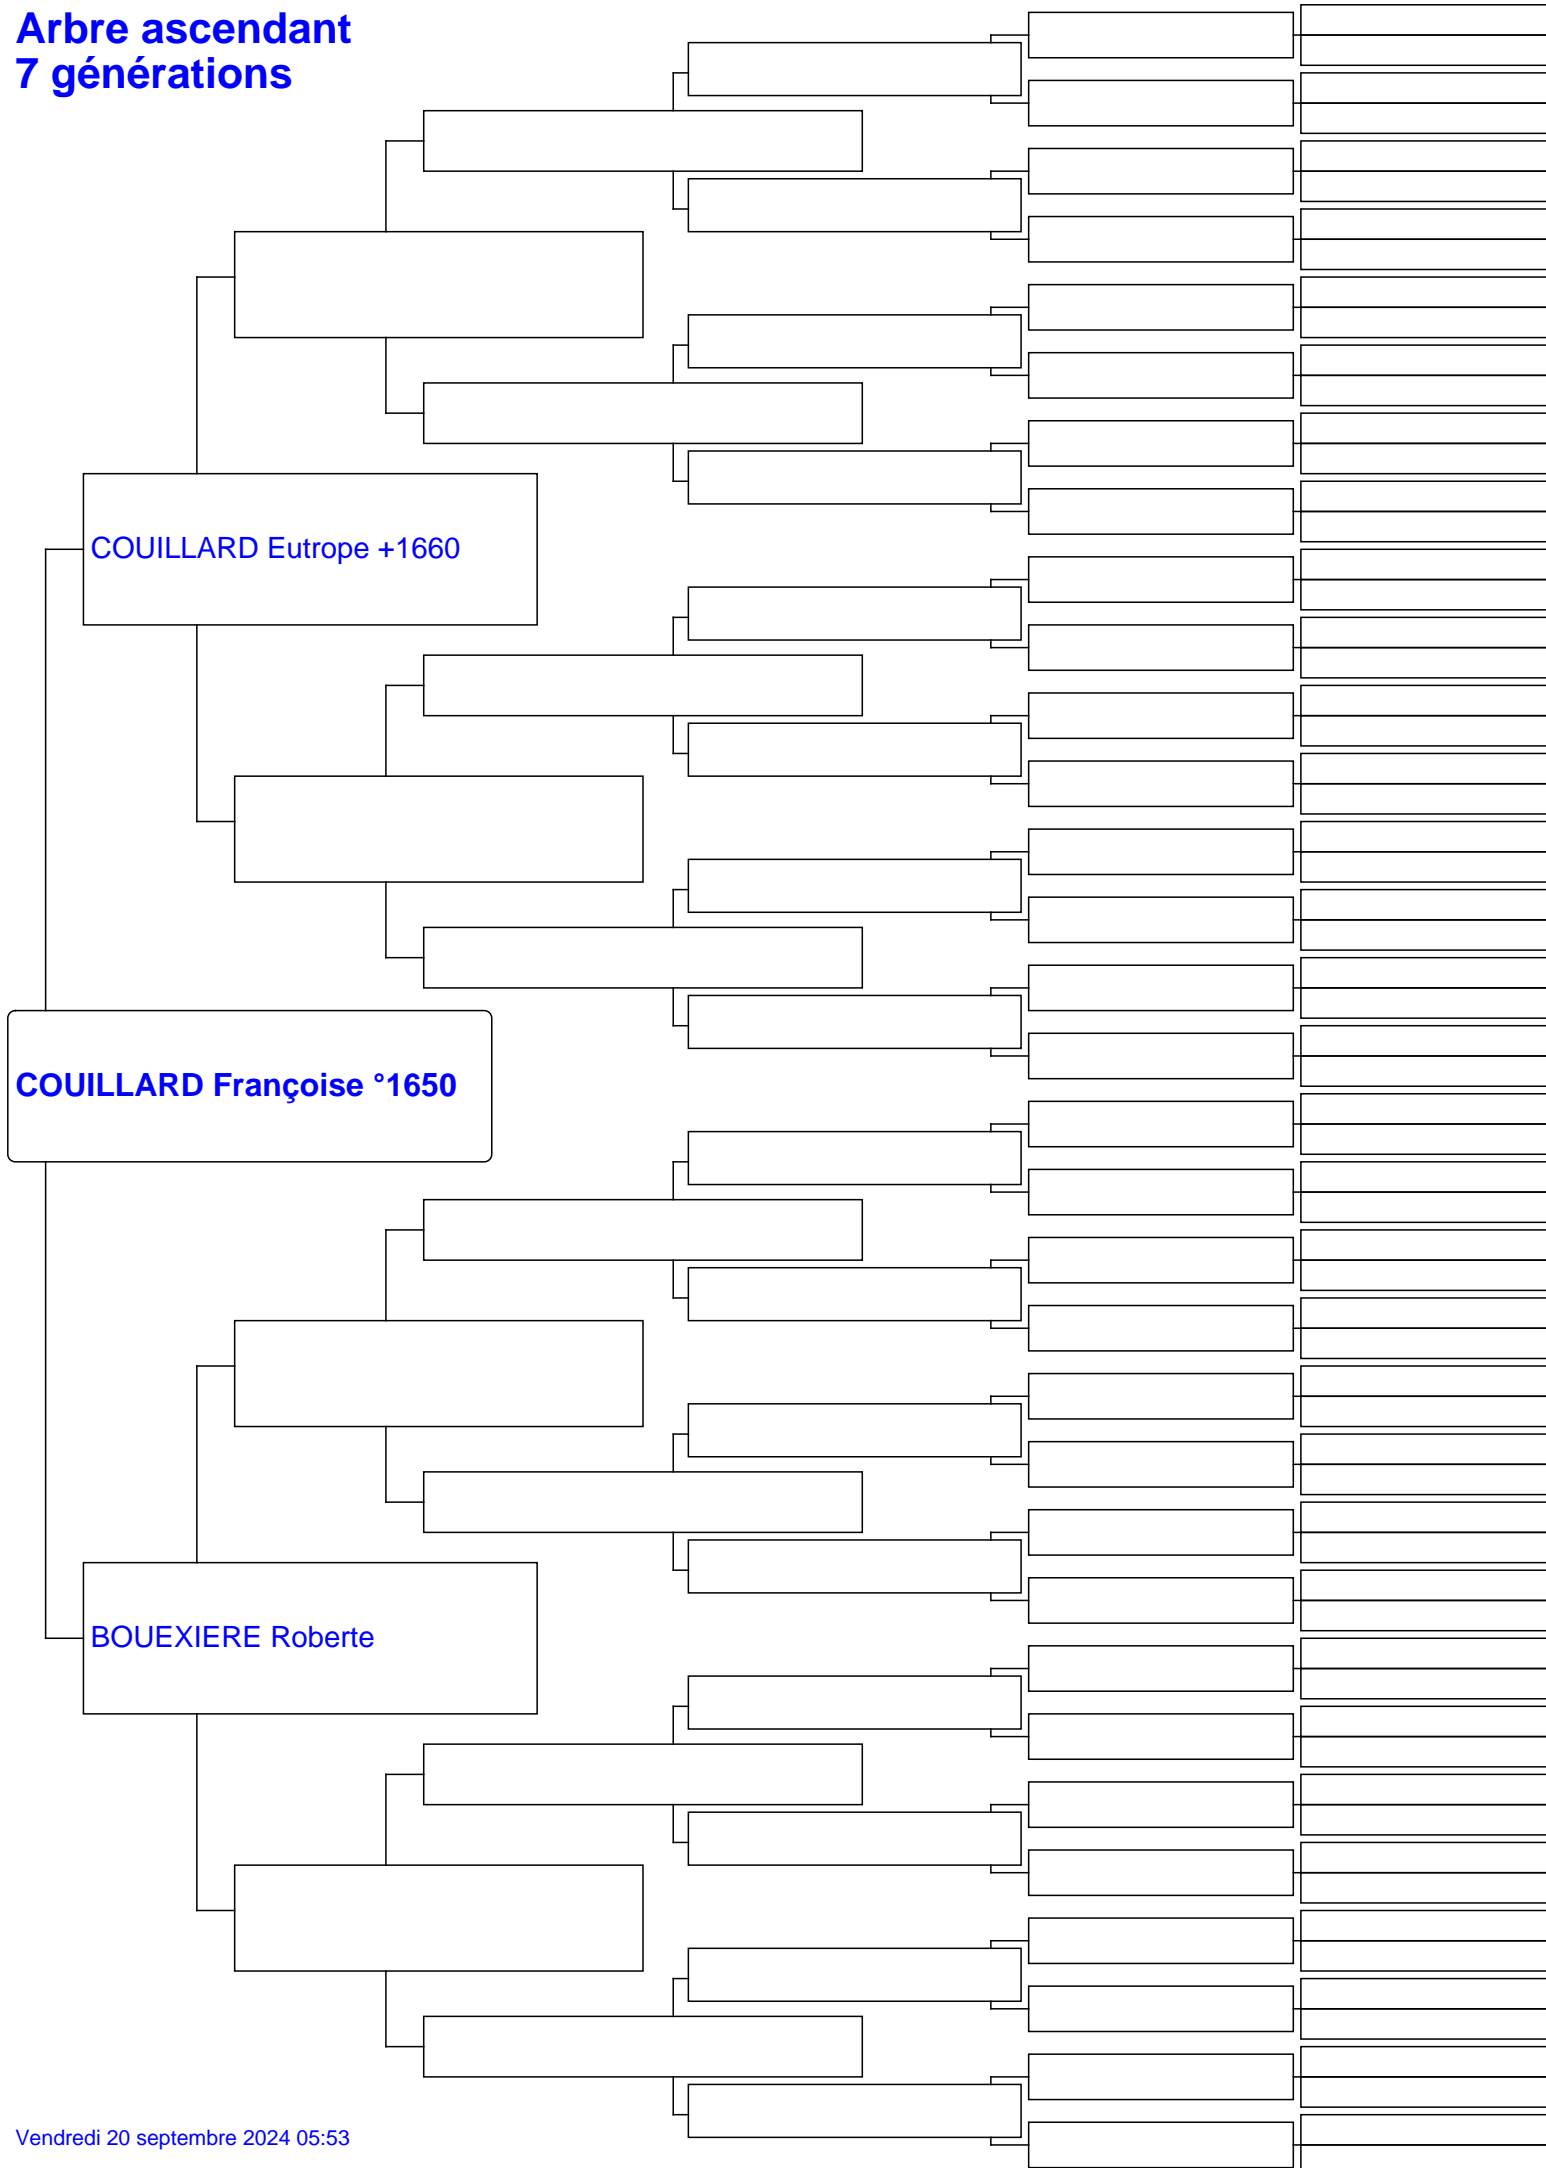 Arbre ascendant
7 générations
COUILLARD Eutrope +1660
COUILLARD Françoise °1650
BOUEXIERE Roberte
Vendredi 20 septembre 2024 05:53